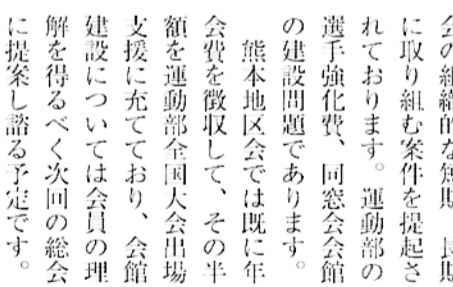 会の組織的な短期 長期
に取り組む案件を提起さ
れております。運動部の
選手強化費、同窓会会館
の建設問題であります。
熊本地区会では既に年
会費を徴収して、その半
額を運動部全国大会出場
支援に充てており、会館
建設については会員の理
解を得るべく次回の総会
に提案し諮る予定です。